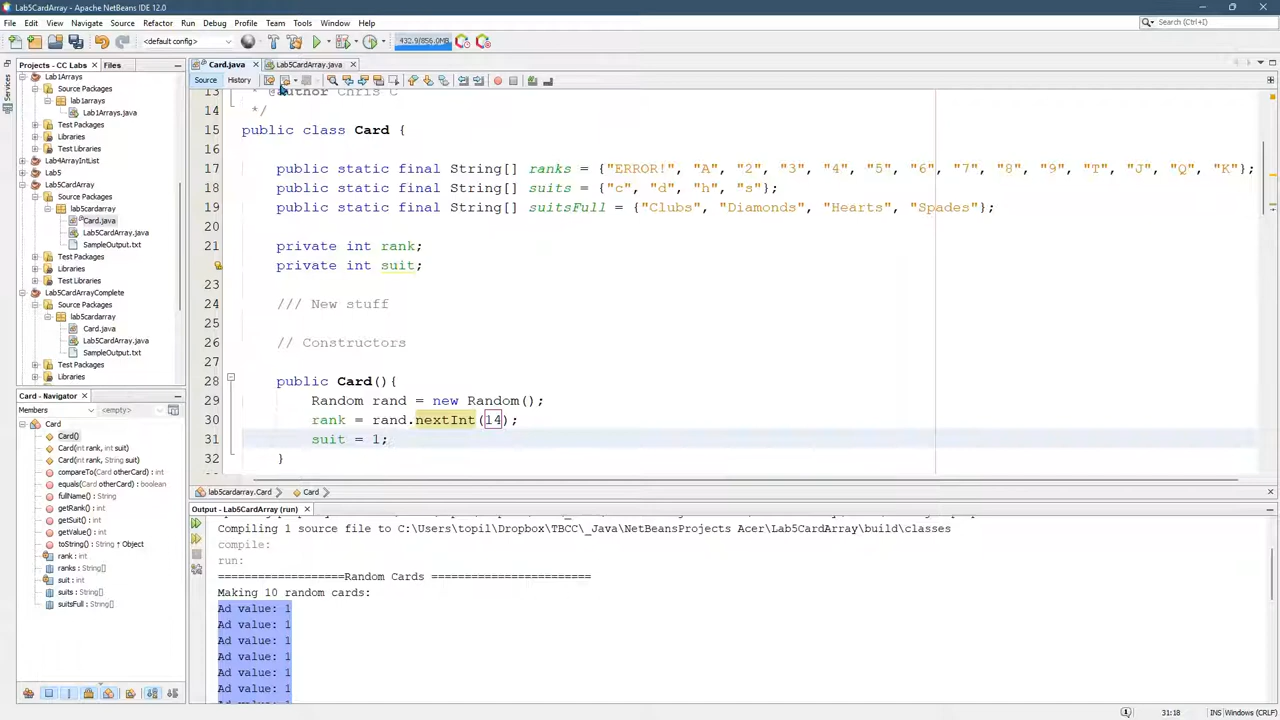 Lab5CardArray - Apache NetBeans IDE 12.0
File Edit View Navigate Source Refactor Run Debug Profile Team Tools Window Help
Search (Ctrl+I)
<default config>
432.9/856.0MB
Projects - CC Labs
Files
Services
Lab1Arrays
Source Packages
lab1arrays
Lab1Arrays.java
Test Packages
Libraries
Test Libraries
Lab4ArrayIntList
Lab5
Lab5CardArray
Source Packages
lab5cardarray
Card.java
Lab5CardArray.java
SampleOutput.txt
Test Packages
Libraries
Test Libraries
Lab5CardArrayComplete
Source Packages
lab5cardarray
Card.java
Lab5CardArray.java
SampleOutput.txt
Test Packages
Libraries
Card - Navigator
Members <empty>
Card
Card()
Card(int rank, int suit)
Card(int rank, String suit)
compareTo(Card otherCard) : int
equals(Card otherCard) : boolean
fullName() : String
getRank() : int
getSuit() : int
getValue() : int
toString() : String ↑ Object
rank : int
ranks : String[]
suit : int
suits : String[]
suitsFull : String[]
Card.java
Lab5CardArray.java
Source History
13 * @author Chris C
14 */
15 public class Card {
16
17 public static final String[] ranks = {"ERROR!", "A", "2", "3", "4", "5", "6", "7", "8", "9", "T", "J", "Q", "K"};
18 public static final String[] suits = {"c", "d", "h", "s"};
19 public static final String[] suitsFull = {"Clubs", "Diamonds", "Hearts", "Spades"};
20
21 private int rank;
private int suit;
23
24 /// New stuff
25
26 // Constructors
27
28 public Card(){
29 Random rand = new Random();
30 rank = rand.nextInt(14);
31 suit = 1;
32 }
lab5cardarray.Card
Card
Output - Lab5CardArray (run)
Compiling 1 source file to C:\Users\topil\Dropbox\TBCC\_Java\NetBeansProjects Acer\Lab5CardArray\build\classes
compile:
run:
===================Random Cards ========================
Making 10 random cards:
Ad value: 1
Ad value: 1
Ad value: 1
Ad value: 1
Ad value: 1
Ad value: 1
31:18
INS
Windows (CRLF)